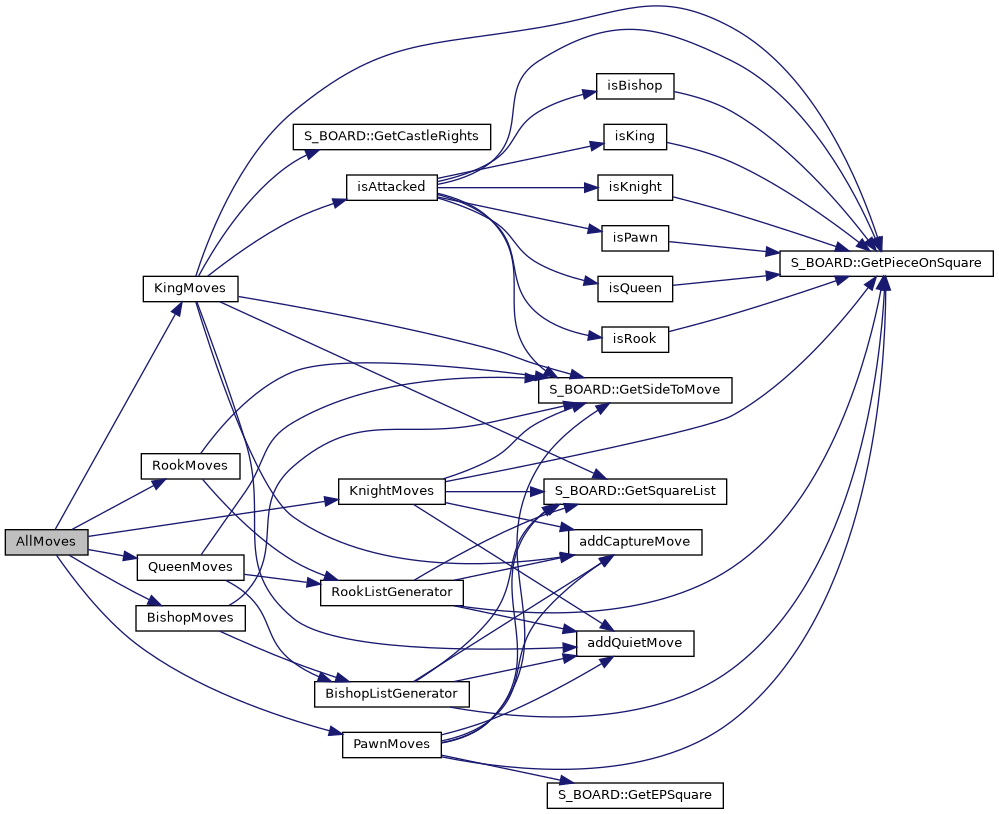 isBishop
S_BOARD::GetCastleRights
isKing
isAttacked
isKnight
isPawn
S_BOARD::GetPieceOnSquare
KingMoves
isQueen
isRook
S_BOARD::GetSideToMove
RookMoves
KnightMoves
S_BOARD::GetSquareList
AllMoves
addCaptureMove
QueenMoves
RookListGenerator
BishopMoves
addQuietMove
BishopListGenerator
PawnMoves
S_BOARD::GetEPSquare